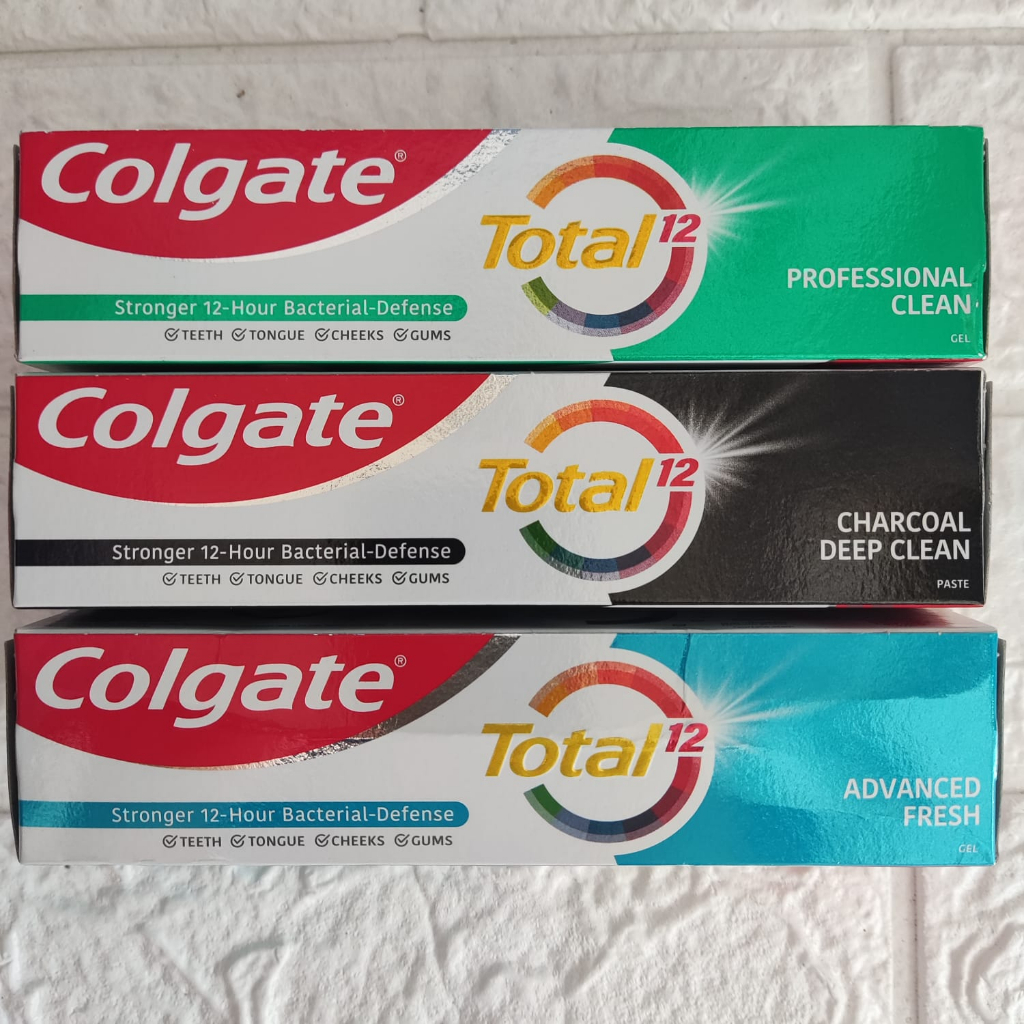 Colgate®
Total 12
PROFESSIONAL
CLEAN
GEL
Stronger 12-Hour Bacterial-Defense
TEETH TONGUE CHEEKS GUMS
Colgate®
Total 12
CHARCOAL
DEEP CLEAN
PASTE
Stronger 12-Hour Bacterial-Defense
TEETH TONGUE CHEEKS GUMS
Colgate®
Total 12
ADVANCED
FRESH
GEL
Stronger 12-Hour Bacterial-Defense
TEETH TONGUE CHEEKS GUMS